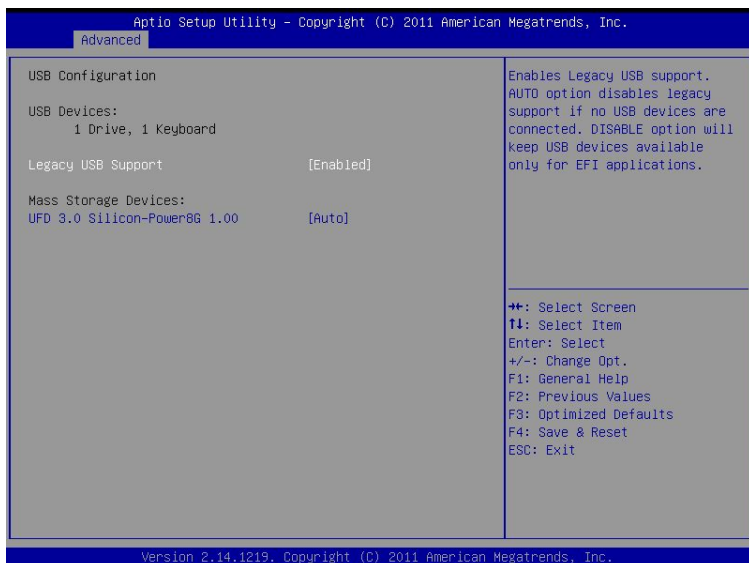 Aptio Setup Utility – Copyright (C) 2011 American Megatrends, Inc.
Advanced
USB Configuration
USB Devices:
1 Drive, 1 Keyboard
Legacy USB Support [Enabled]
Mass Storage Devices:
UFD 3.0 Silicon-Power8G 1.00 [Auto]
Enables Legacy USB support.
AUTO option disables legacy
support if no USB devices are
connected. DISABLE option will
keep USB devices available
only for EFI applications.
→←: Select Screen
↑↓: Select Item
Enter: Select
+/-: Change Opt.
F1: General Help
F2: Previous Values
F3: Optimized Defaults
F4: Save & Reset
ESC: Exit
Version 2.14.1219. Copyright (C) 2011 American Megatrends, Inc.